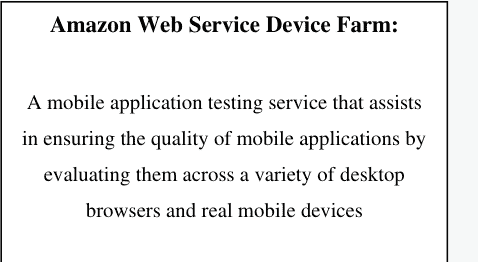 Amazon Web Service Device Farm:
A mobile application testing service that assists
in ensuring the quality of mobile applications by
evaluating them across a variety of desktop
browsers and real mobile devices